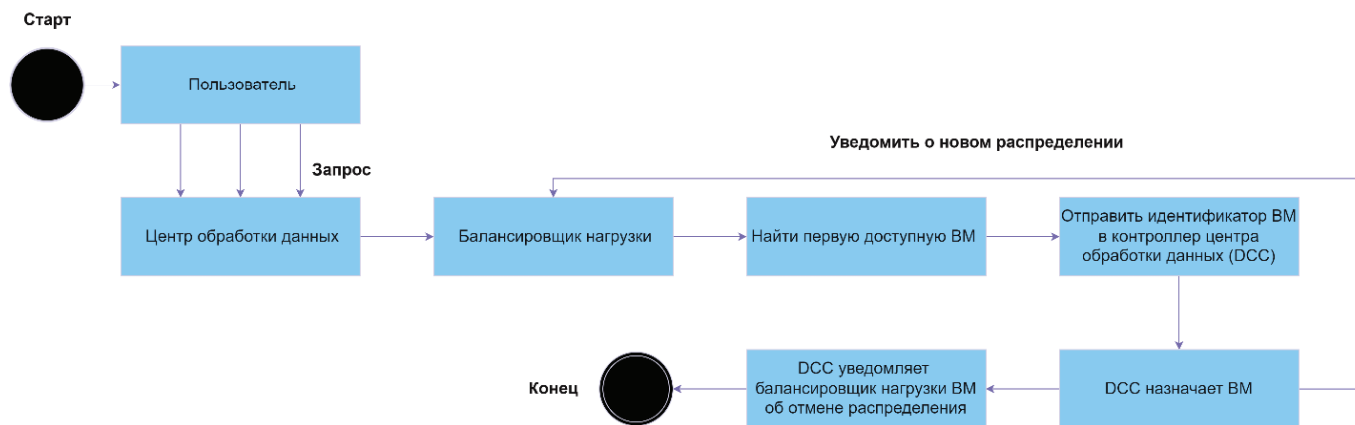 Старт
Пользователь
Запрос
Уведомить о новом распределении
Центр обработки данных
Балансировщик нагрузки
Найти первую доступную ВМ
Отправить идентификатор ВМ
в контроллер центра
обработки данных (DCC)
Конец
DCC уведомляет
балансировщик нагрузки ВМ
об отмене распределения
DCC назначает ВМ